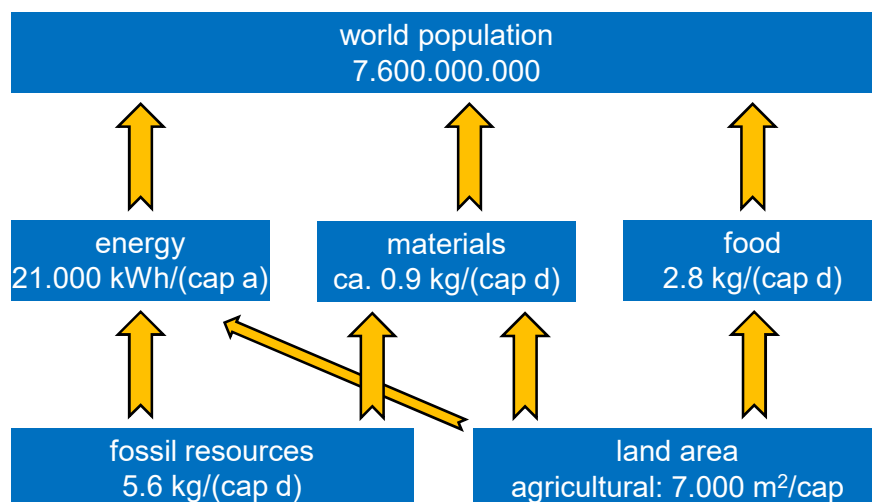 world population
7.600.000.000
energy
21.000 kWh/(cap a)
materials
ca. 0.9 kg/(cap d)
food
2.8 kg/(cap d)
fossil resources
5.6 kg/(cap d)
land area
agricultural: 7.000 m²/cap